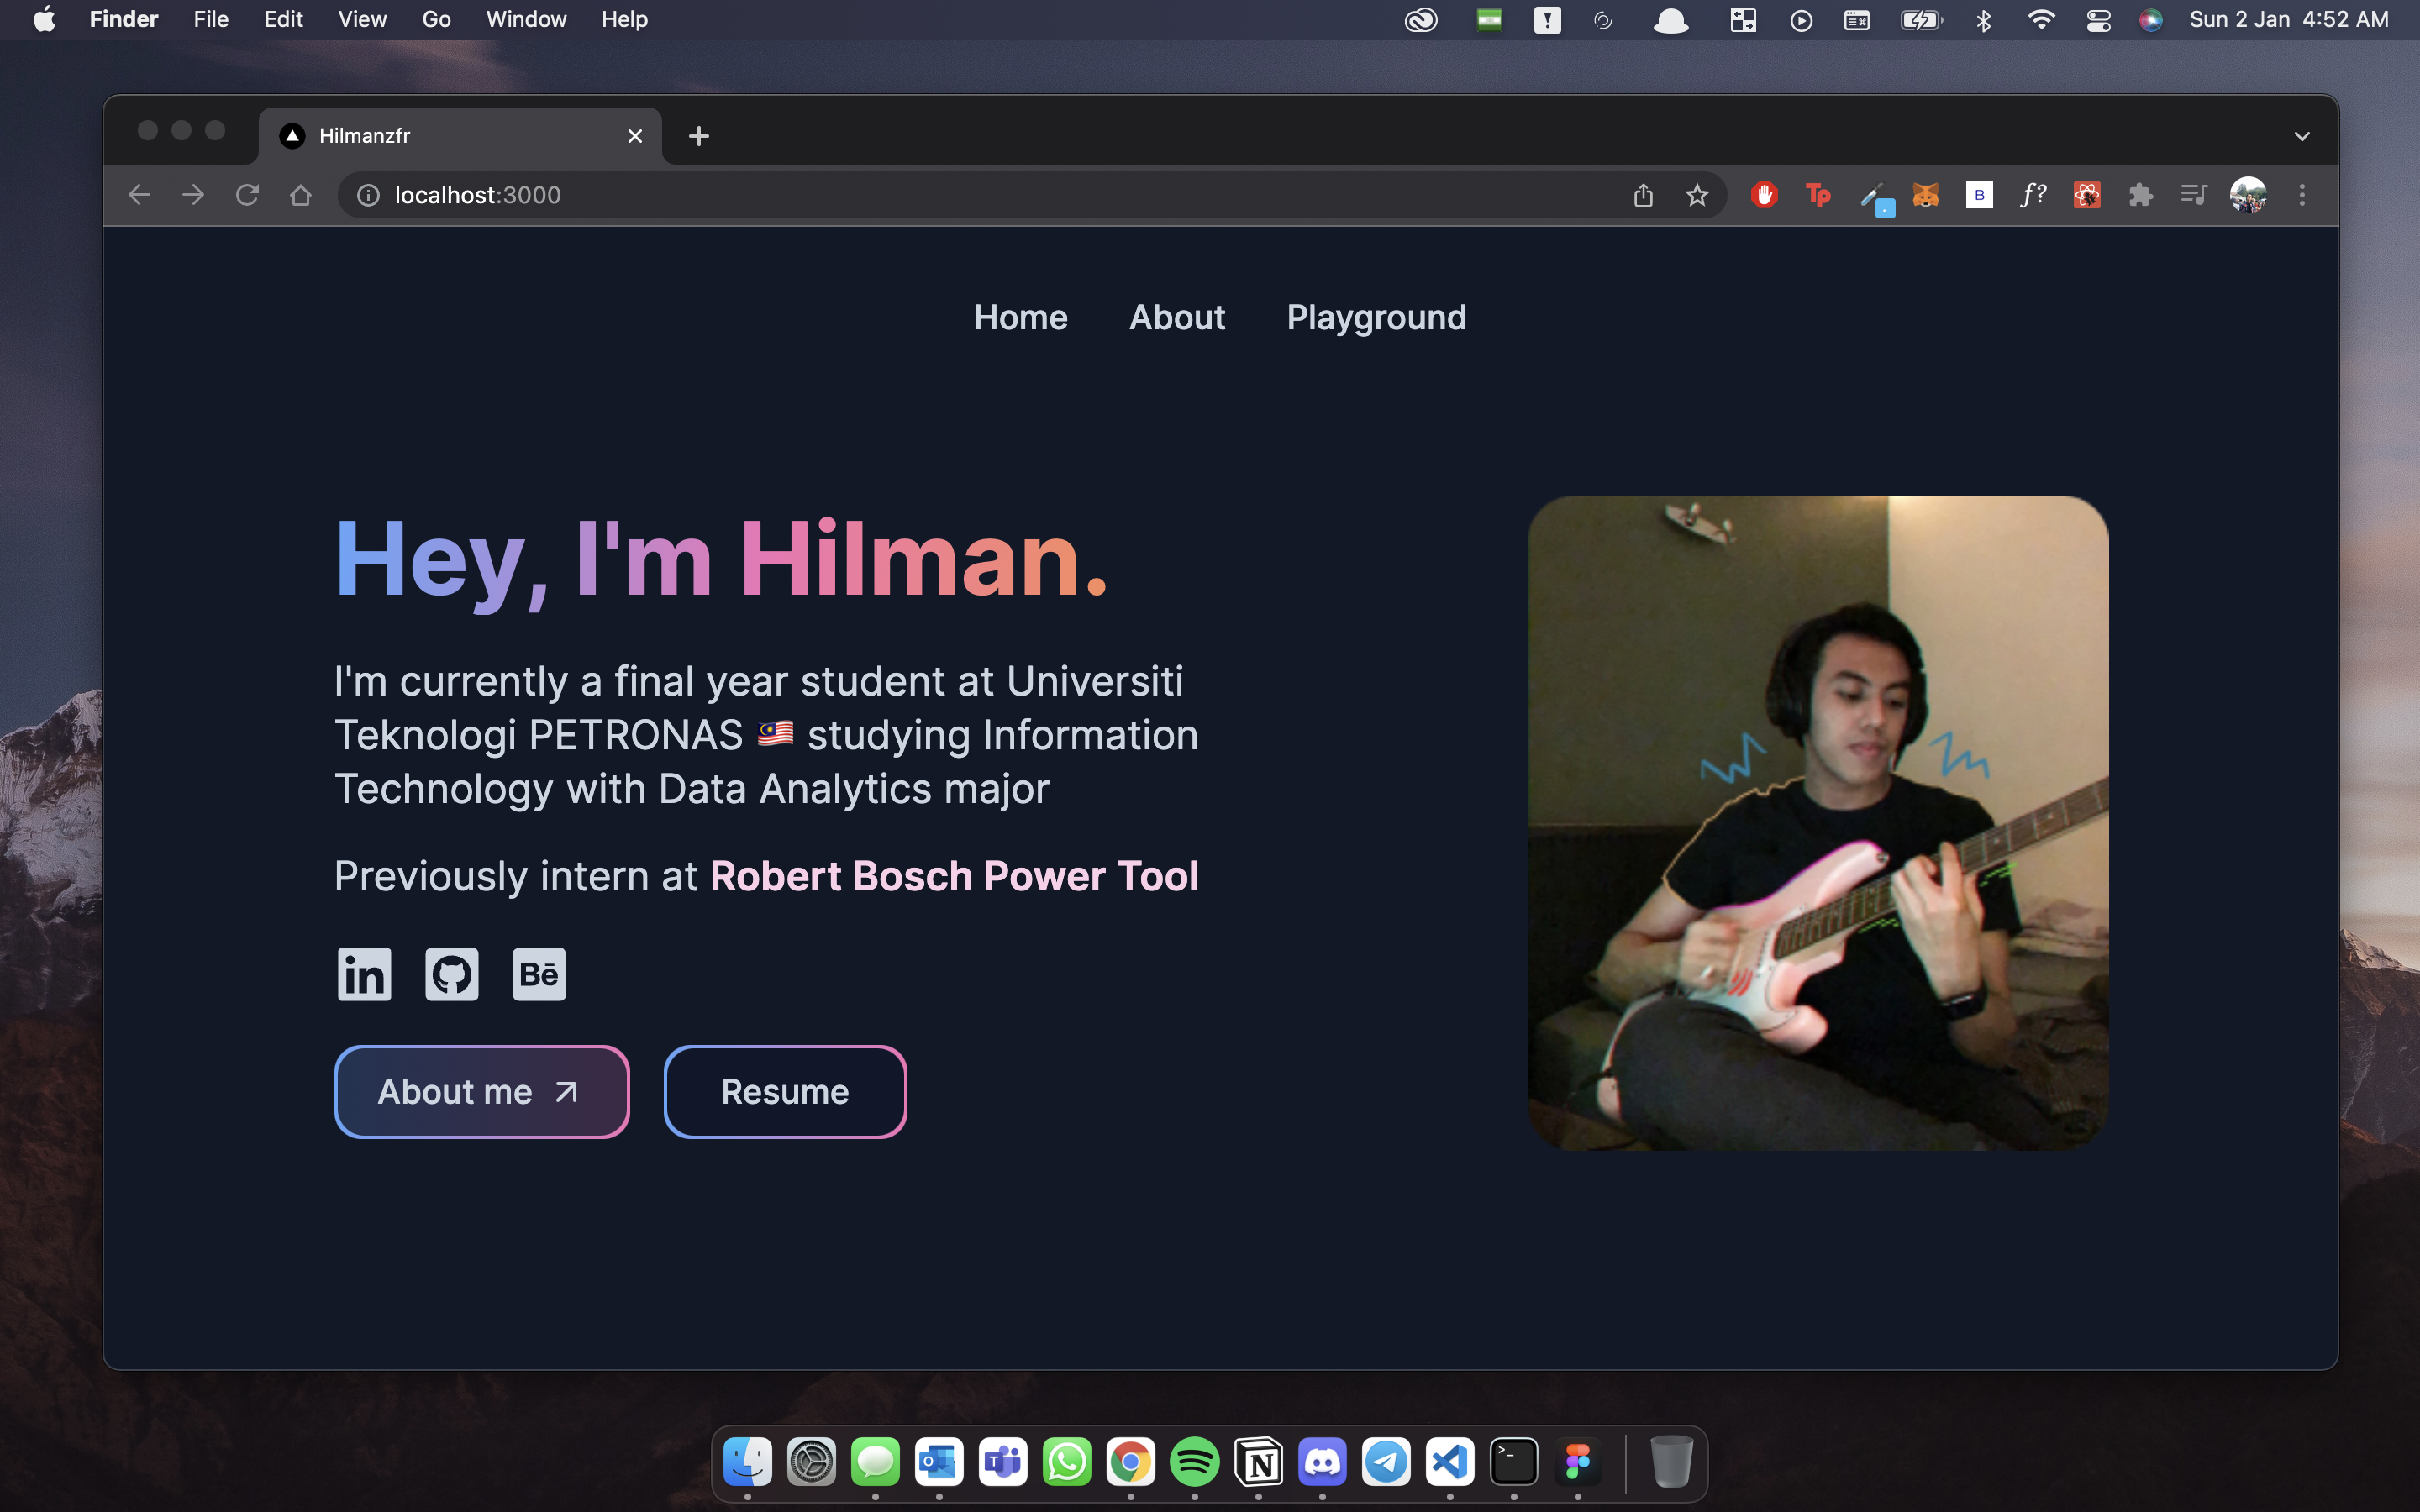 Finder File Edit View Go Window Help Sun 2 Jan 4:52 AM
Hilmanzfr
localhost:3000
Tp
B
f?
Home About Playground
Hey, I'm Hilman.
I'm currently a final year student at Universiti
Teknologi PETRONAS 🇲🇾 studying Information
Technology with Data Analytics major
Previously intern at Robert Bosch Power Tool
in
Bē
About me
Resume